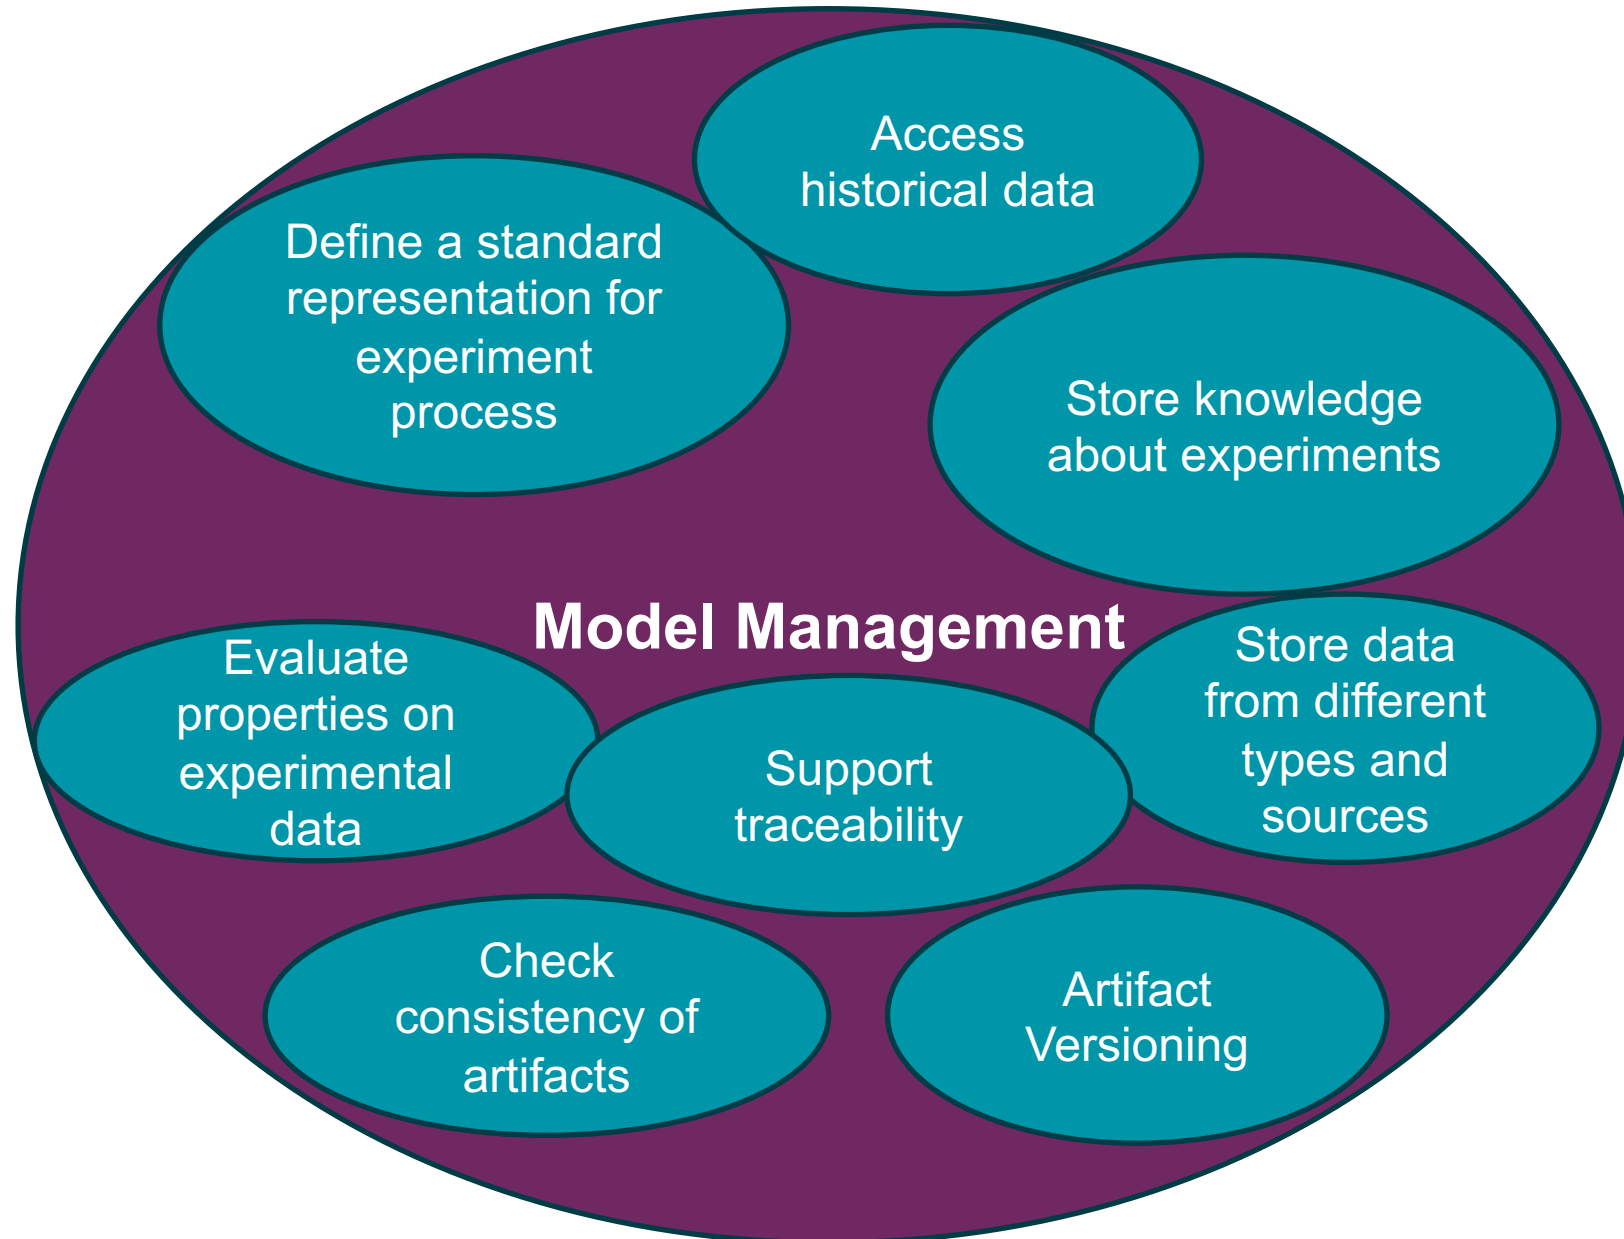 Access
historical data
Define a standard
representation for
experiment
process
Store knowledge
about experiments
Model Management
Evaluate
properties on
experimental
data
Support
traceability
Store data
from different
types and
sources
Check
consistency of
artifacts
Artifact
Versioning